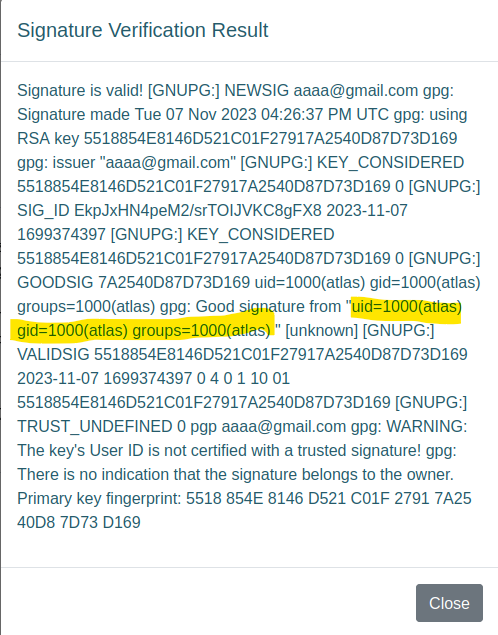 Signature Verification Result
Signature is valid! [GNUPG:] NEWSIG aaaa@gmail.com gpg:
Signature made Tue 07 Nov 2023 04:26:37 PM UTC gpg: using
RSA key 5518854E8146D521C01F27917A2540D87D73D169
gpg: issuer "aaaa@gmail.com" [GNUPG:] KEY_CONSIDERED
5518854E8146D521C01F27917A2540D87D73D169 0 [GNUPG:]
SIG_ID EkpJxHN4peM2/srTOIJVKC8gFX8 2023-11-07
1699374397 [GNUPG:] KEY_CONSIDERED
5518854E8146D521C01F27917A2540D87D73D169 0 [GNUPG:]
GOODSIG 7A2540D87D73D169 uid=1000(atlas) gid=1000(atlas)
groups=1000(atlas) gpg: Good signature from "uid=1000(atlas)
gid=1000(atlas) groups=1000(atlas) " [unknown] [GNUPG:]
VALIDSIG 5518854E8146D521C01F27917A2540D87D73D169
2023-11-07 1699374397 0 4 0 1 10 01
5518854E8146D521C01F27917A2540D87D73D169 [GNUPG:]
TRUST_UNDEFINED 0 pgp aaaa@gmail.com gpg: WARNING:
The key's User ID is not certified with a trusted signature! gpg:
There is no indication that the signature belongs to the owner.
Primary key fingerprint: 5518 854E 8146 D521 C01F 2791 7A25
40D8 7D73 D169
Close